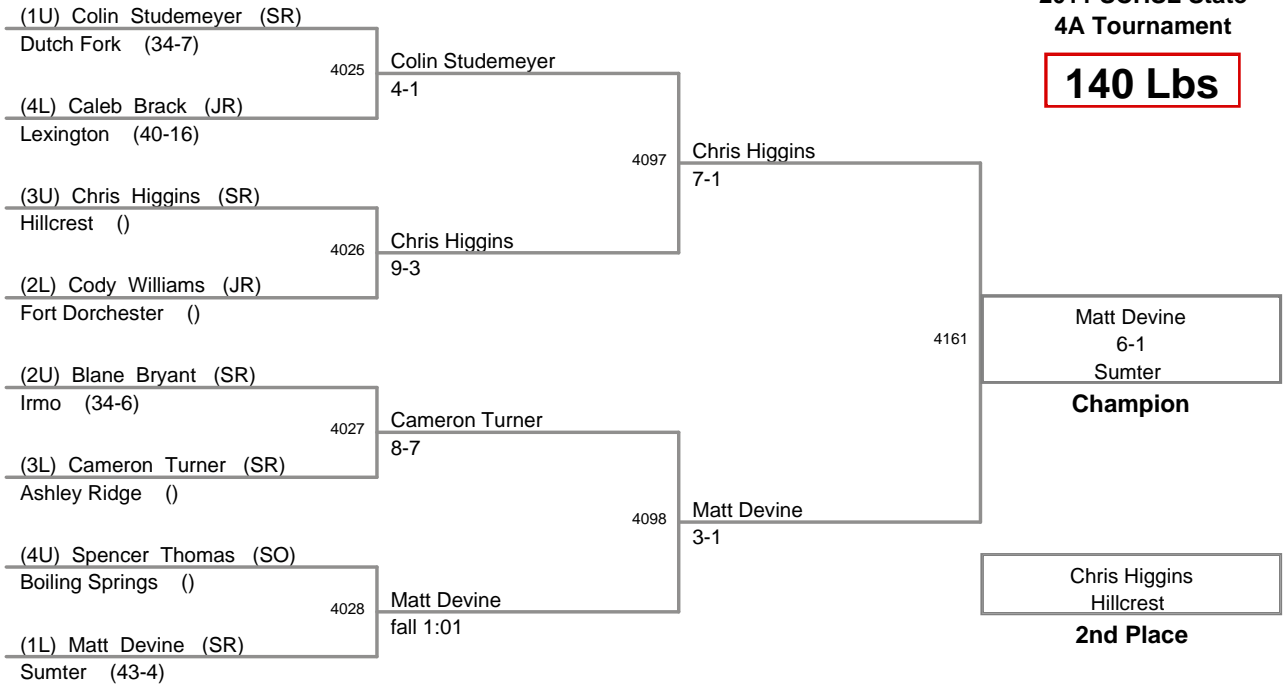 4A Tournament
140 Lbs
(1U) Colin Studemeyer (SR)
Dutch Fork (34-7)
4025
Colin Studemeyer
4-1
(4L) Caleb Brack (JR)
Lexington (40-16)
4097
Chris Higgins
7-1
(3U) Chris Higgins (SR)
Hillcrest ()
4026
Chris Higgins
9-3
(2L) Cody Williams (JR)
Fort Dorchester ()
4161
Matt Devine
6-1
Sumter
Champion
(2U) Blane Bryant (SR)
Irmo (34-6)
4027
Cameron Turner
8-7
(3L) Cameron Turner (SR)
Ashley Ridge ()
4098
Matt Devine
3-1
(4U) Spencer Thomas (SO)
Boiling Springs ()
4028
Matt Devine
fall 1:01
(1L) Matt Devine (SR)
Sumter (43-4)
Chris Higgins
Hillcrest
2nd Place